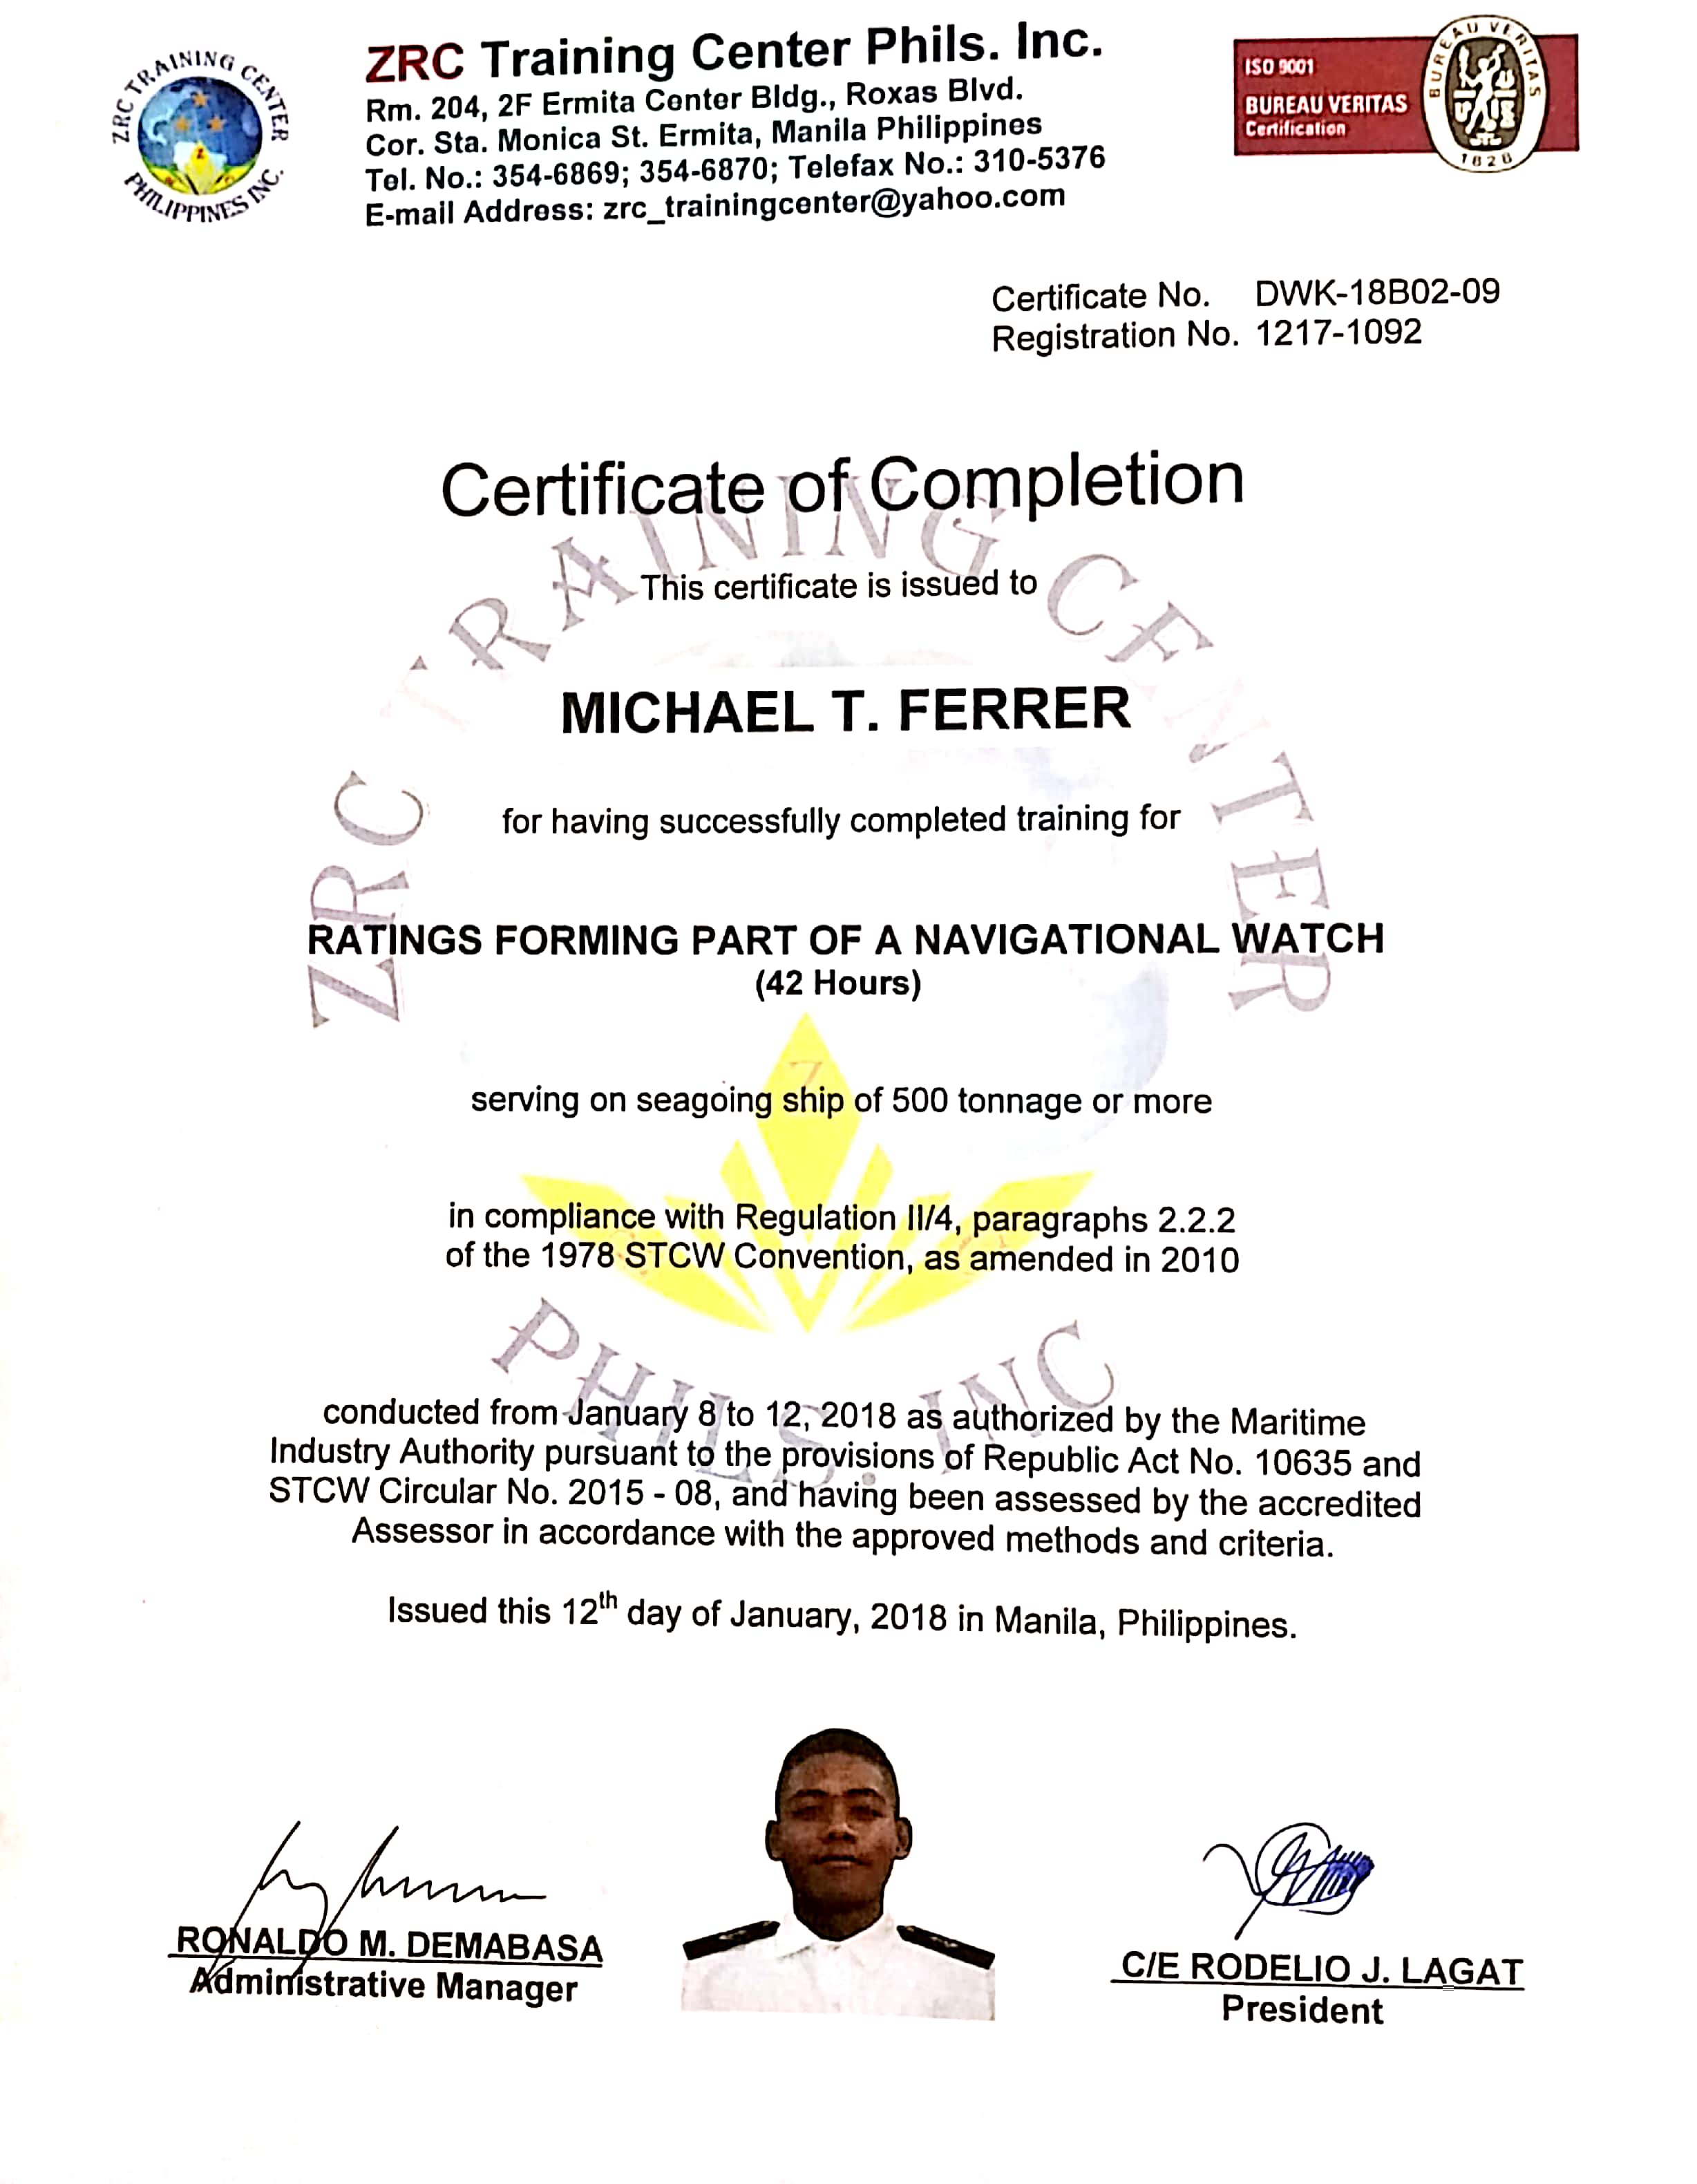 ZRC TRAINING CENTER
PHILIPPINES INC.
ZRC Training Center Phils. Inc.
Rm. 204, 2F Ermita Center Bldg., Roxas Blvd.
Cor. Sta. Monica St. Ermita, Manila Philippines
Tel. No.: 354-6869; 354-6870; Telefax No.: 310-5376
E-mail Address: zrc_trainingcenter@yahoo.com
ISO 9001
BUREAU VERITAS
Certification
BUREAU VERITAS
1828
Certificate No. DWK-18B02-09
Registration No. 1217-1092
Certificate of Completion
This certificate is issued to
MICHAEL T. FERRER
for having successfully completed training for
RATINGS FORMING PART OF A NAVIGATIONAL WATCH
(42 Hours)
serving on seagoing ship of 500 tonnage or more
in compliance with Regulation II/4, paragraphs 2.2.2
of the 1978 STCW Convention, as amended in 2010
conducted from January 8 to 12, 2018 as authorized by the Maritime
Industry Authority pursuant to the provisions of Republic Act No. 10635 and
STCW Circular No. 2015 - 08, and having been assessed by the accredited
Assessor in accordance with the approved methods and criteria.
Issued this 12th day of January, 2018 in Manila, Philippines.
ZRC TRAINING CENTER
PHILS. INC
Z
RONALDO M. DEMABASA
Administrative Manager
C/E RODELIO J. LAGAT
President